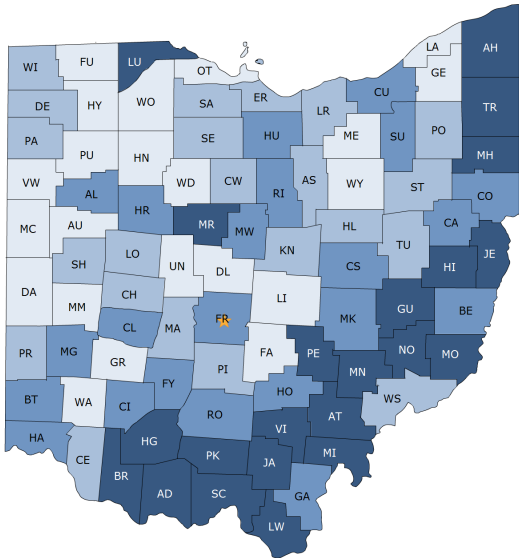 LA
AH
FU
LU
WI
OT
GE
HY
WO
ER
CU
DE
SA
LR
TR
PA
SE
HU
ME
SU
PO
PU
HN
MH
VW
AL
WD
CW
RI
AS
WY
ST
CO
MC
AU
HR
MR
MW
HL
CA
TU
SH
LO
UN
KN
CS
HI
JE
DL
DA
MM
CH
LI
GU
BE
CL
MA
FR
MK
PR
MG
GR
FA
PE
NO
MO
PI
MN
BT
WA
CI
FY
HO
WS
RO
AT
HA
CE
HG
VI
PK
JA
MI
BR
AD
SC
GA
LW